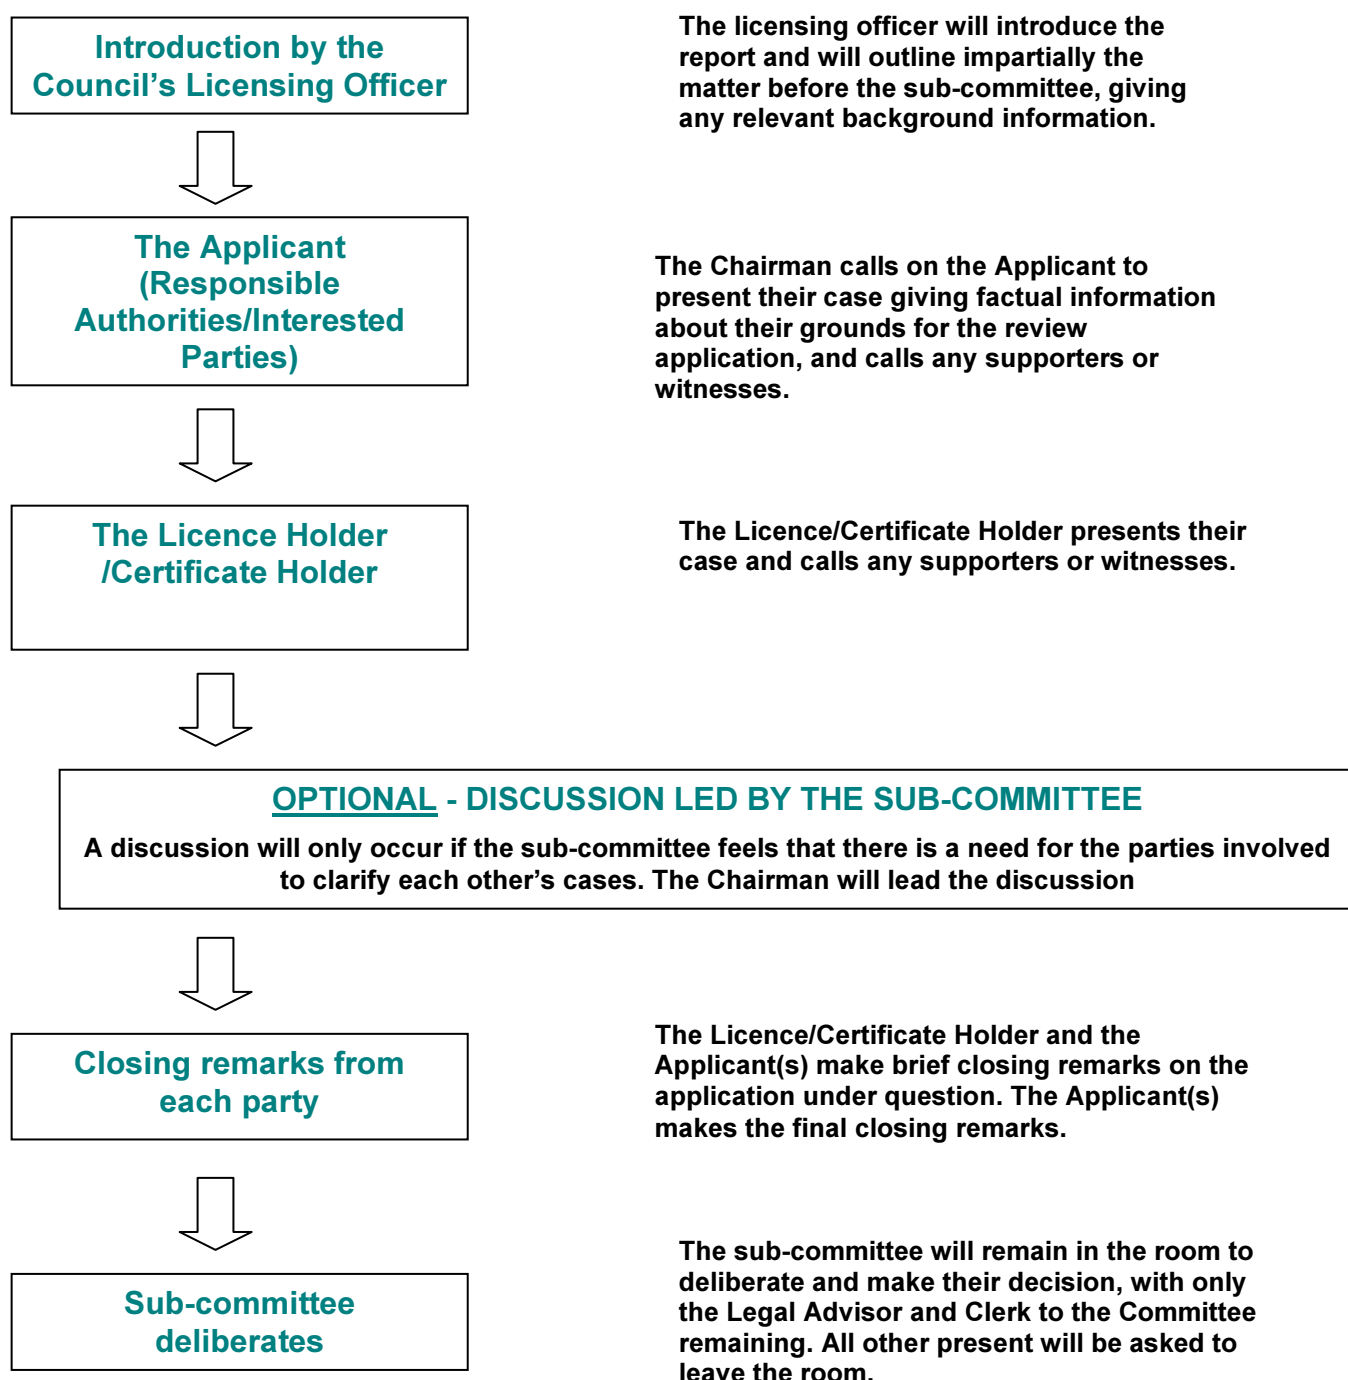 Introduction by the
Council’s Licensing Officer
The licensing officer will introduce the
report and will outline impartially the
matter before the sub-committee, giving
any relevant background information.
The Applicant
(Responsible
Authorities/Interested
Parties)
The Chairman calls on the Applicant to
present their case giving factual information
about their grounds for the review
application, and calls any supporters or
witnesses.
The Licence Holder
/Certificate Holder
The Licence/Certificate Holder presents their
case and calls any supporters or witnesses.
OPTIONAL - DISCUSSION LED BY THE SUB-COMMITTEE
A discussion will only occur if the sub-committee feels that there is a need for the parties involved
to clarify each other’s cases. The Chairman will lead the discussion
Closing remarks from
each party
The Licence/Certificate Holder and the
Applicant(s) make brief closing remarks on the
application under question. The Applicant(s)
makes the final closing remarks.
Sub-committee
deliberates
The sub-committee will remain in the room to
deliberate and make their decision, with only
the Legal Advisor and Clerk to the Committee
remaining. All other present will be asked to
leave the room.